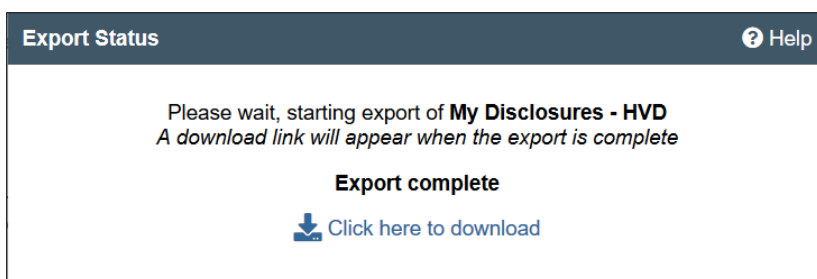 Export Status
Help
Please wait, starting export of My Disclosures - HVD
A download link will appear when the export is complete
Export complete
Click here to download